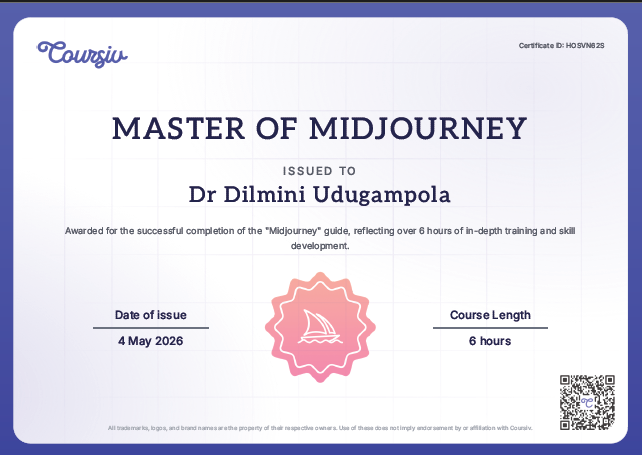 Coursiv
Certificate ID: HOSVN62S
MASTER OF MIDJOURNEY
ISSUED TO
Dr Dilmini Udugampola
Awarded for the successful completion of the "Midjourney" guide, reflecting over 6 hours of in-depth training and skill
development.
Date of issue
4 May 2026
Course Length
6 hours
All trademarks, logos, and brand names are the property of their respective owners. Use of these does not imply endorsement by or affiliation with Coursiv.